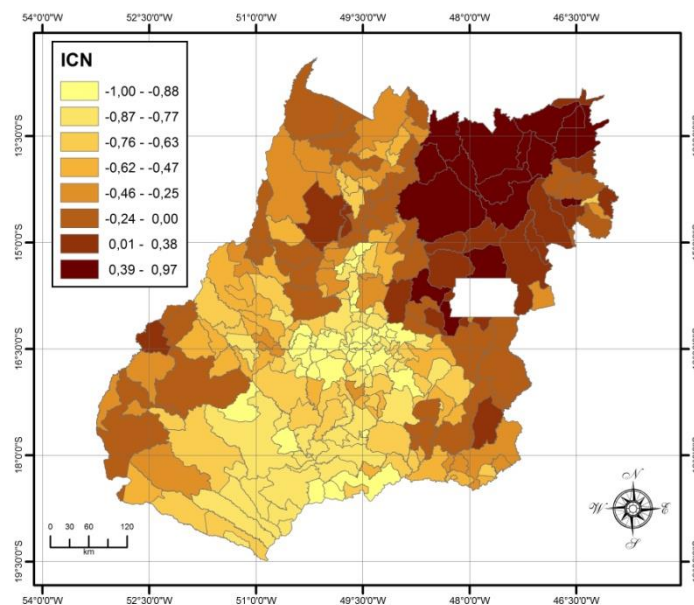 54°0'0"W 52°30'0"W 51°0'0"W 49°30'0"W 48°0'0"W 46°30'0"W
ICN
-1,00 - -0,88
-0,87 - -0,77
-0,76 - -0,63
-0,62 - -0,47
-0,46 - -0,25
-0,24 - 0,00
0,01 - 0,38
0,39 - 0,97
13°30'0"S
15°0'0"S
16°30'0"S
18°0'0"S
19°30'0"S
0 30 60 120
km
N
W E
S
54°0'0"W 52°30'0"W 51°0'0"W 49°30'0"W 48°0'0"W 46°30'0"W